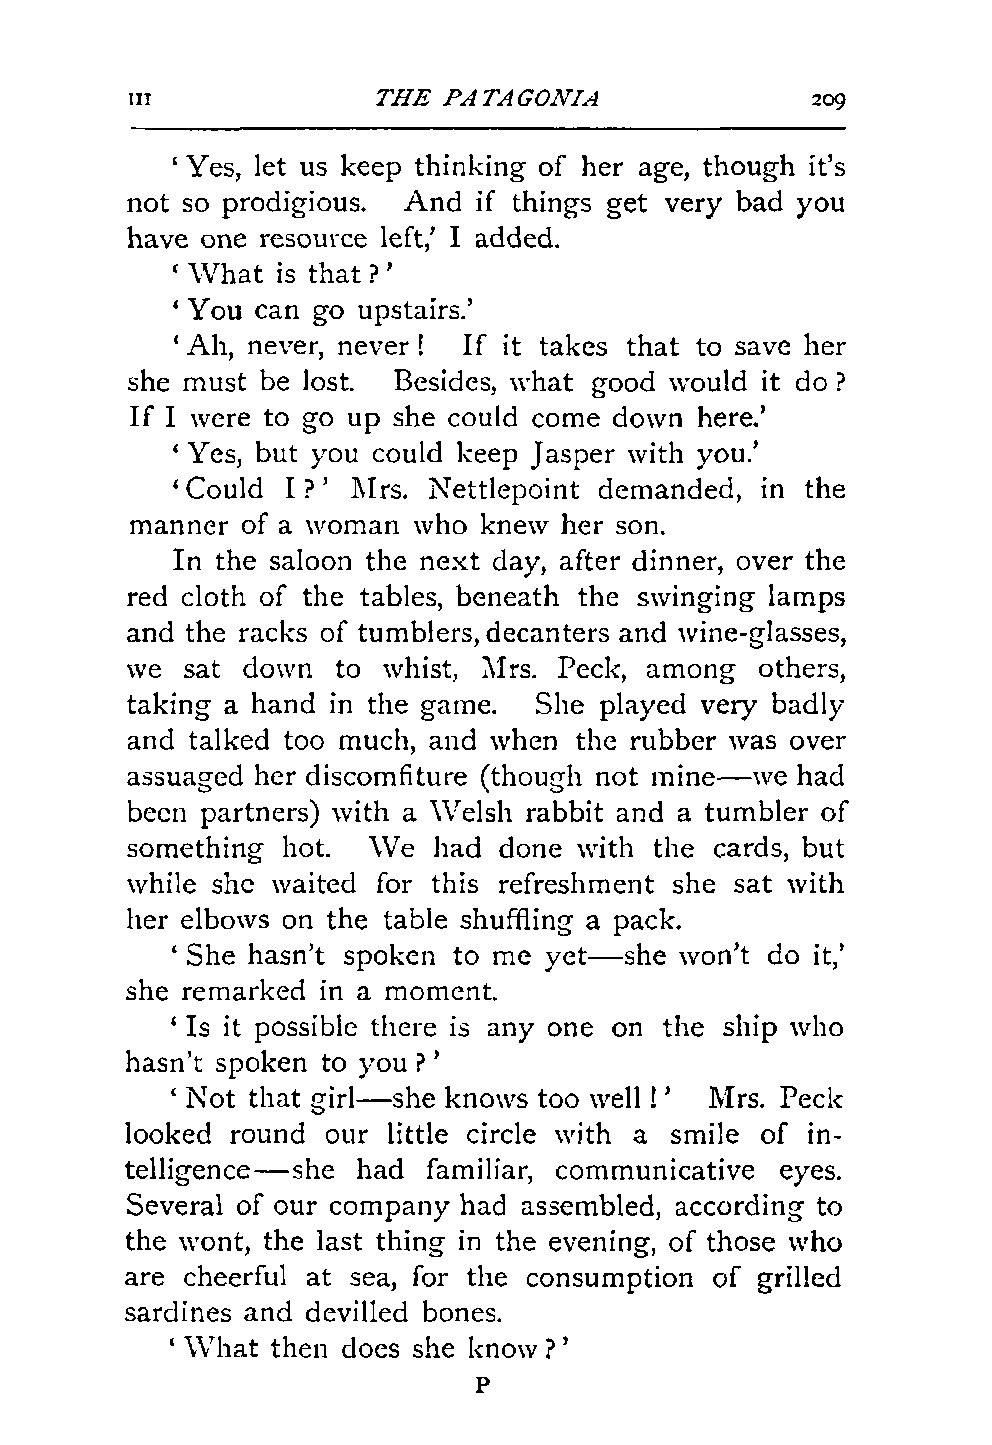 III THE PATAGONIA 209
‘Yes, let us keep thinking of her age, though it’s
not so prodigious. And if things get very bad you
have one resource left,’ I added.
‘What is that?’
‘You can go upstairs.’
‘Ah, never, never! If it takes that to save her
she must be lost. Besides, what good would it do?
If I were to go up she could come down here.’
‘Yes, but you could keep Jasper with you.’
‘Could I?’ Mrs. Nettlepoint demanded, in the
manner of a woman who knew her son.
In the saloon the next day, after dinner, over the
red cloth of the tables, beneath the swinging lamps
and the racks of tumblers, decanters and wine-glasses,
we sat down to whist, Mrs. Peck, among others,
taking a hand in the game. She played very badly
and talked too much, and when the rubber was over
assuaged her discomfiture (though not mine—we had
been partners) with a Welsh rabbit and a tumbler of
something hot. We had done with the cards, but
while she waited for this refreshment she sat with
her elbows on the table shuffling a pack.
‘She hasn’t spoken to me yet—she won’t do it,’
she remarked in a moment.
‘Is it possible there is any one on the ship who
hasn’t spoken to you?’
‘Not that girl—she knows too well!’ Mrs. Peck
looked round our little circle with a smile of in-
telligence—she had familiar, communicative eyes.
Several of our company had assembled, according to
the wont, the last thing in the evening, of those who
are cheerful at sea, for the consumption of grilled
sardines and devilled bones.
‘What then does she know?’
P